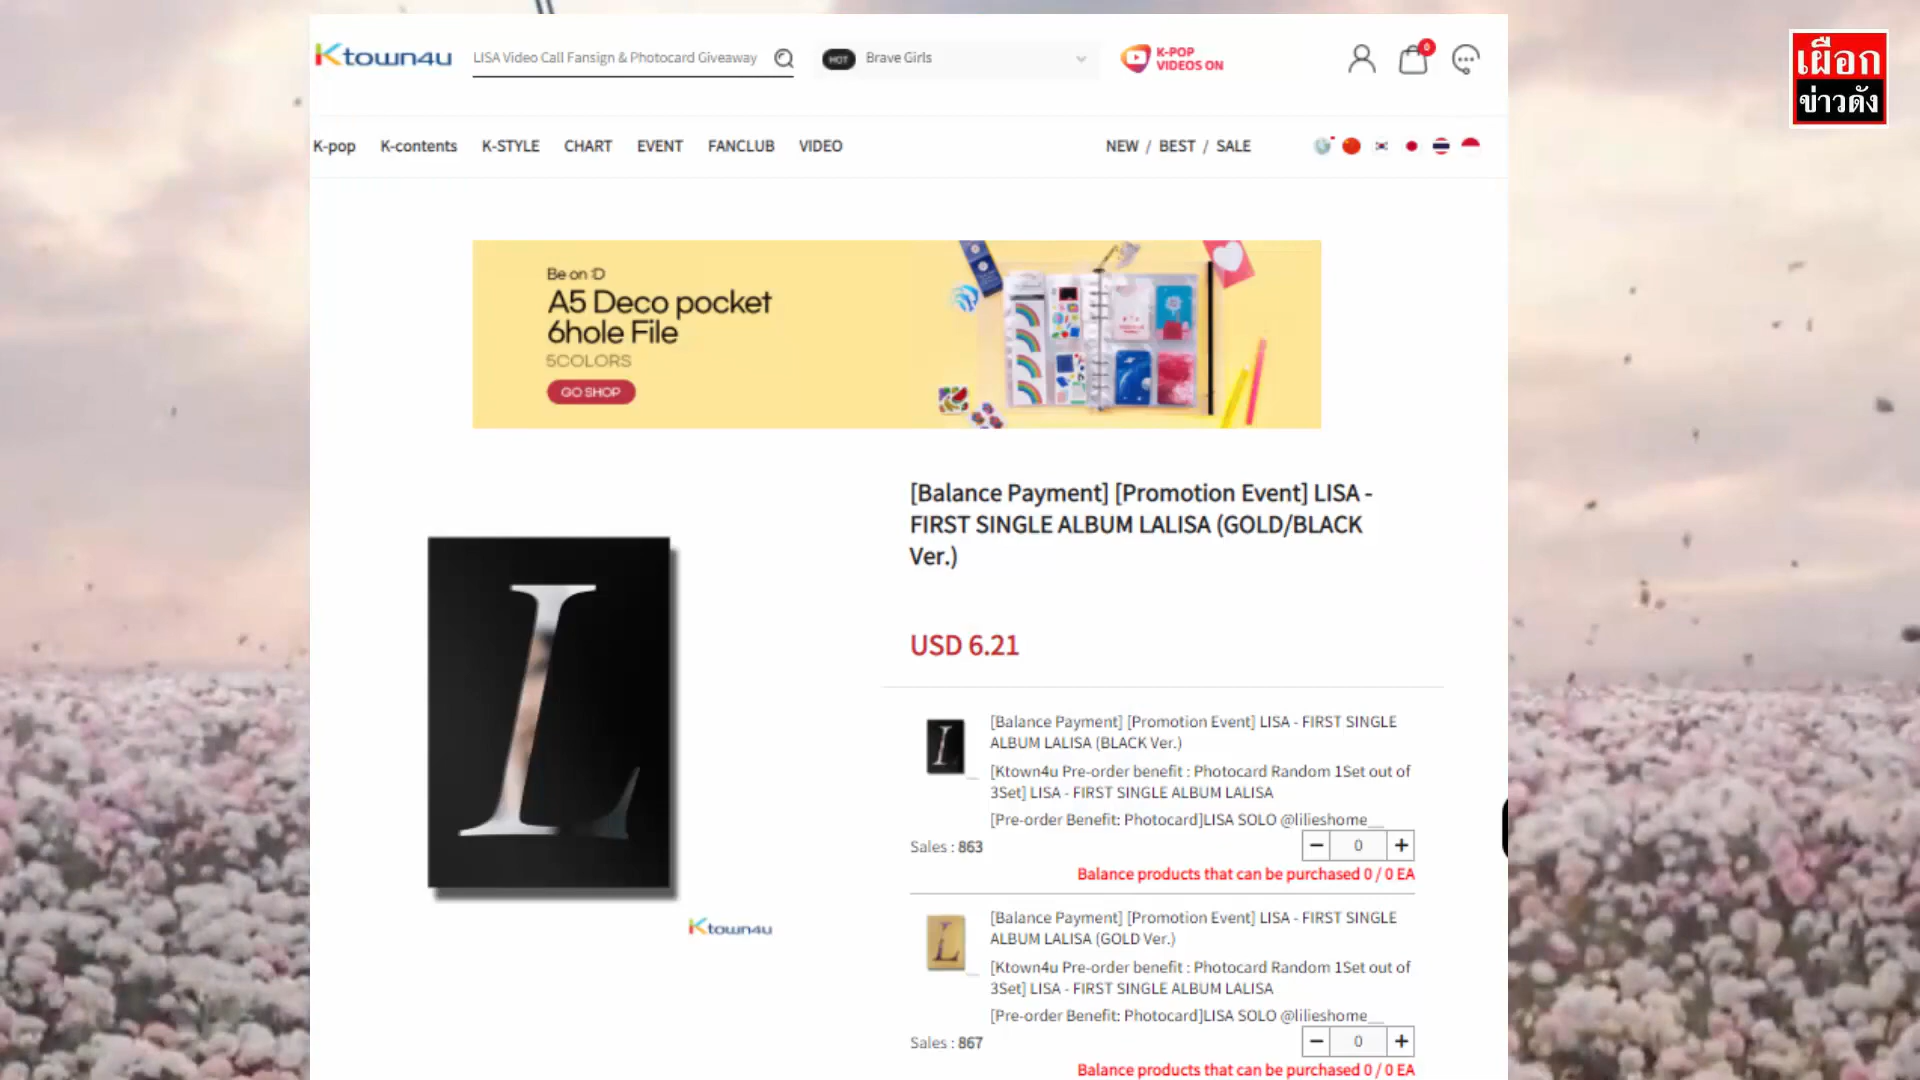 Ktown4u
LISA Video Call Fansign & Photocard Giveaway
HOT
Brave Girls
K-POP
VIDEOS ON
0
เผือก
ข่าวดัง
K-pop
K-contents
K-STYLE
CHART
EVENT
FANCLUB
VIDEO
NEW / BEST / SALE
Be on :D
A5 Deco pocket
6hole File
5COLORS
GO SHOP
[Balance Payment] [Promotion Event] LISA -
FIRST SINGLE ALBUM LALISA (GOLD/BLACK
Ver.)
USD 6.21
L
Ktown4u
L
[Balance Payment] [Promotion Event] LISA - FIRST SINGLE
ALBUM LALISA (BLACK Ver.)
[Ktown4u Pre-order benefit : Photocard Random 1Set out of
3Set] LISA - FIRST SINGLE ALBUM LALISA
[Pre-order Benefit: Photocard]LISA SOLO @lilieshome__
Sales : 863
0
Balance products that can be purchased 0 / 0 EA
L
[Balance Payment] [Promotion Event] LISA - FIRST SINGLE
ALBUM LALISA (GOLD Ver.)
[Ktown4u Pre-order benefit : Photocard Random 1Set out of
3Set] LISA - FIRST SINGLE ALBUM LALISA
[Pre-order Benefit: Photocard]LISA SOLO @lilieshome__
Sales : 867
0
Balance products that can be purchased 0 / 0 EA